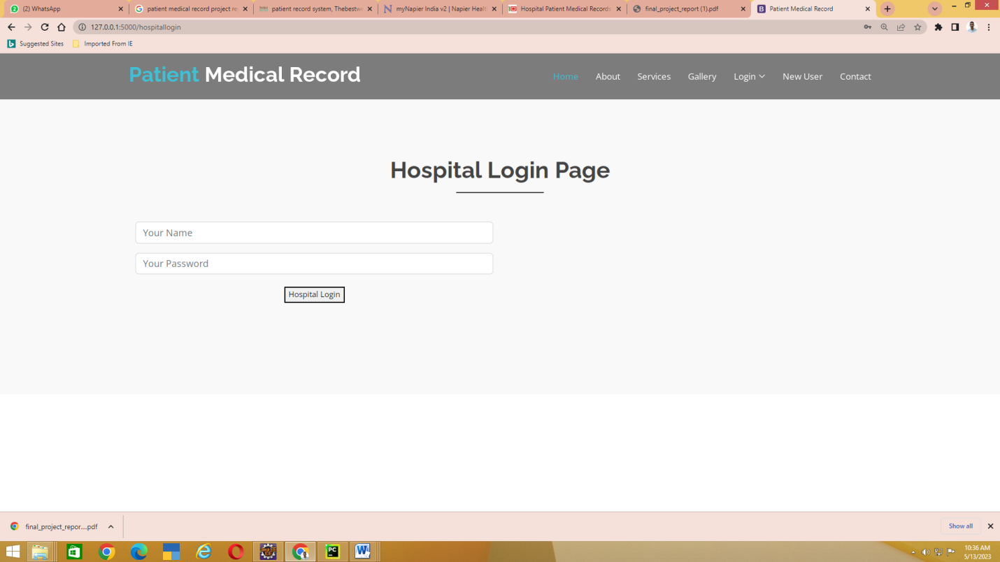 (2) WhatsApp
patient medical record project re
patient record system, Thebestwe
myNapier India v2 | Napier Healt
Hospital Patient Medical Records
final_project_report (1).pdf
Patient Medical Record
127.0.0.1:5000/hospitallogin
Suggested Sites
Imported From IE
Patient Medical Record
Home About Services Gallery Login New User Contact
Hospital Login Page
Your Name
Your Password
Hospital Login
final_project_repor....pdf
Show all
10:36 AM
5/13/2023